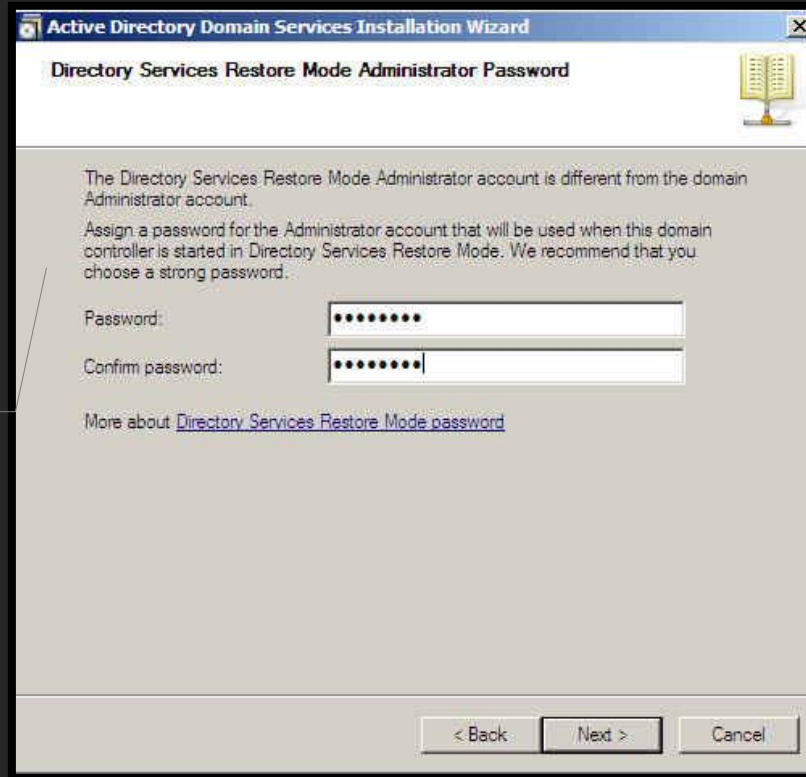 Active Directory Domain Services Installation Wizard
Directory Services Restore Mode Administrator Password
The Directory Services Restore Mode Administrator account is different from the domain
Administrator account.
Assign a password for the Administrator account that will be used when this domain
controller is started in Directory Services Restore Mode. We recommend that you
choose a strong password.
Password: ••••••••
Confirm password: ••••••••
More about Directory Services Restore Mode password
< Back Next > Cancel